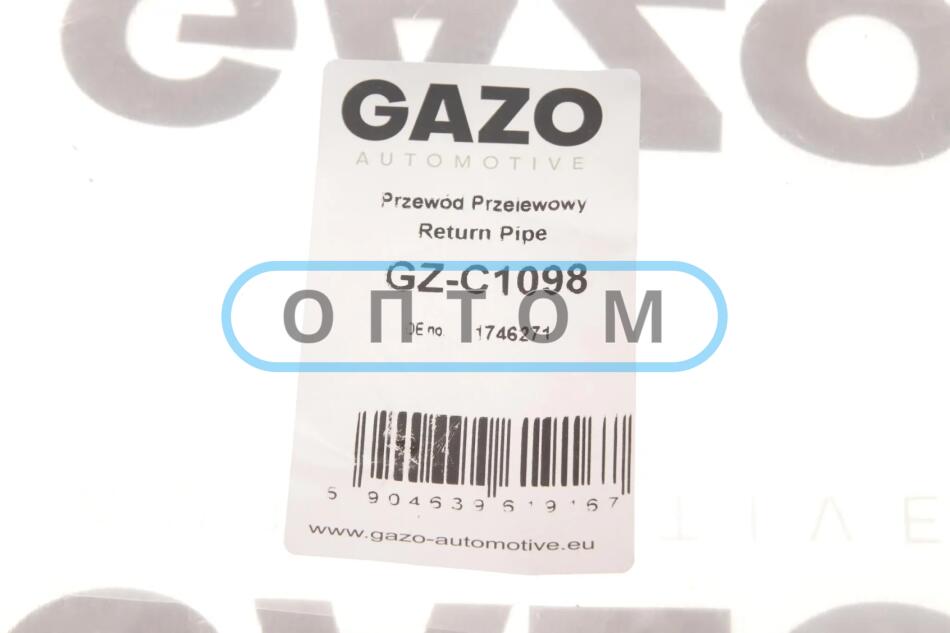 GAZO
AUTOMOTIVE
Przewód Przelewowy
Return Pipe
GZ-C1098
ОПТОМ
OE no. 1746271
5 904639 619167
www.gazo-automotive.eu